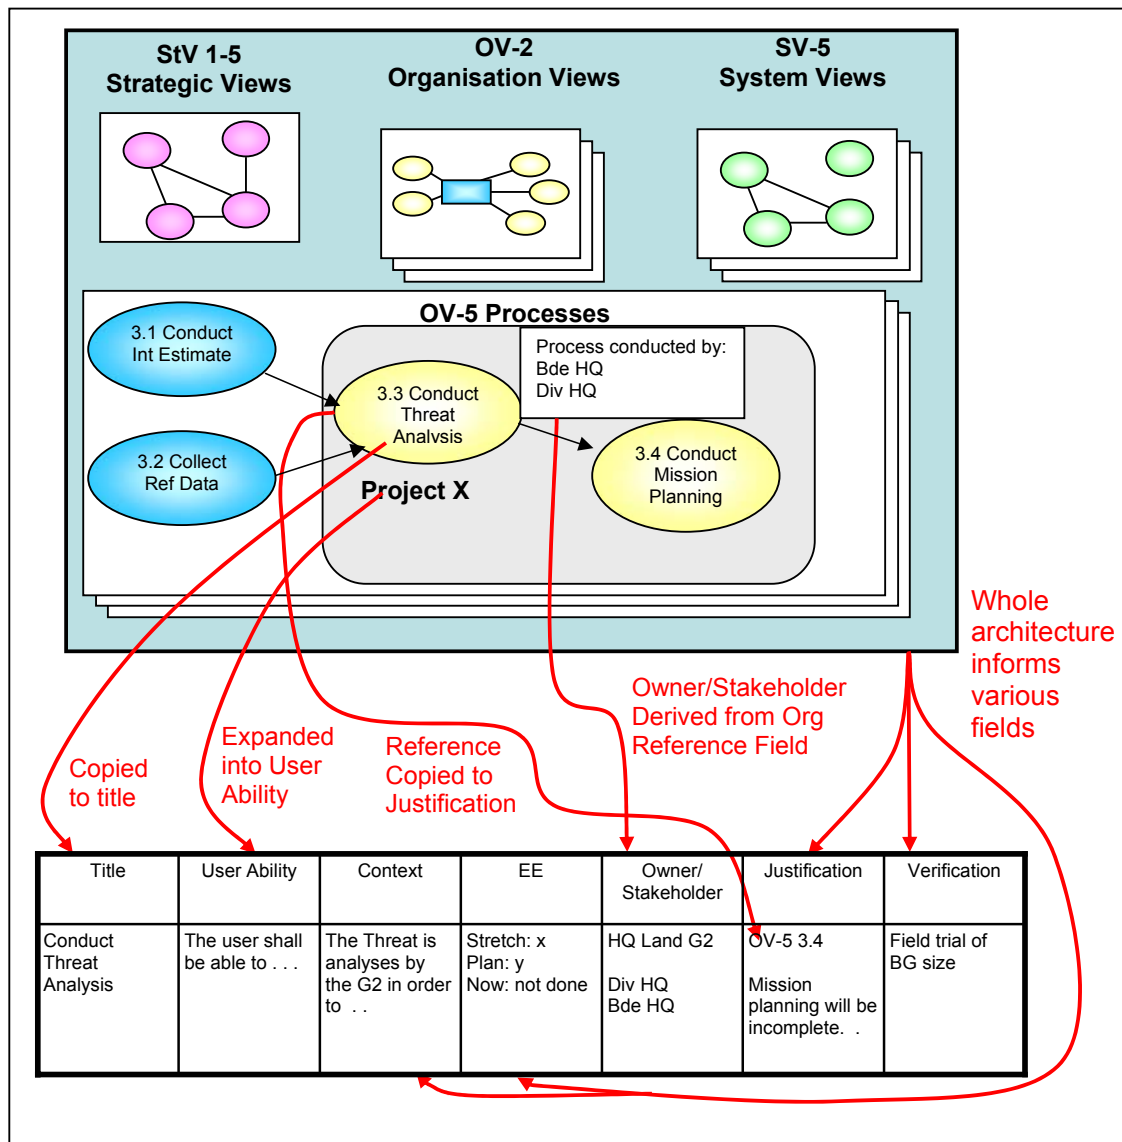 StV 1-5
Strategic Views
OV-2
Organisation Views
SV-5
System Views
OV-5 Processes
3.1 Conduct
Int Estimate
Process conducted by:
Bde HQ
Div HQ
3.3 Conduct
Threat
Analvsis
3.2 Collect
Ref Data
3.4 Conduct
Mission
Planning
Project X
Whole
architecture
informs
various
fields
Owner/Stakeholder
Derived from Org
Reference Field
Expanded
into User
Ability
Reference
Copied to
Justification
Copied
to title
Title
User Ability
Context
EE
Owner/
Stakeholder
Justification
Verification
Conduct
Threat
Analysis
The user shall
be able to . . .
The Threat is
analyses by
the G2 in order
to . .
Stretch: x
Plan: y
Now: not done
HQ Land G2
Div HQ
Bde HQ
OV-5 3.4
Mission
planning will be
incomplete. .
Field trial of
BG size